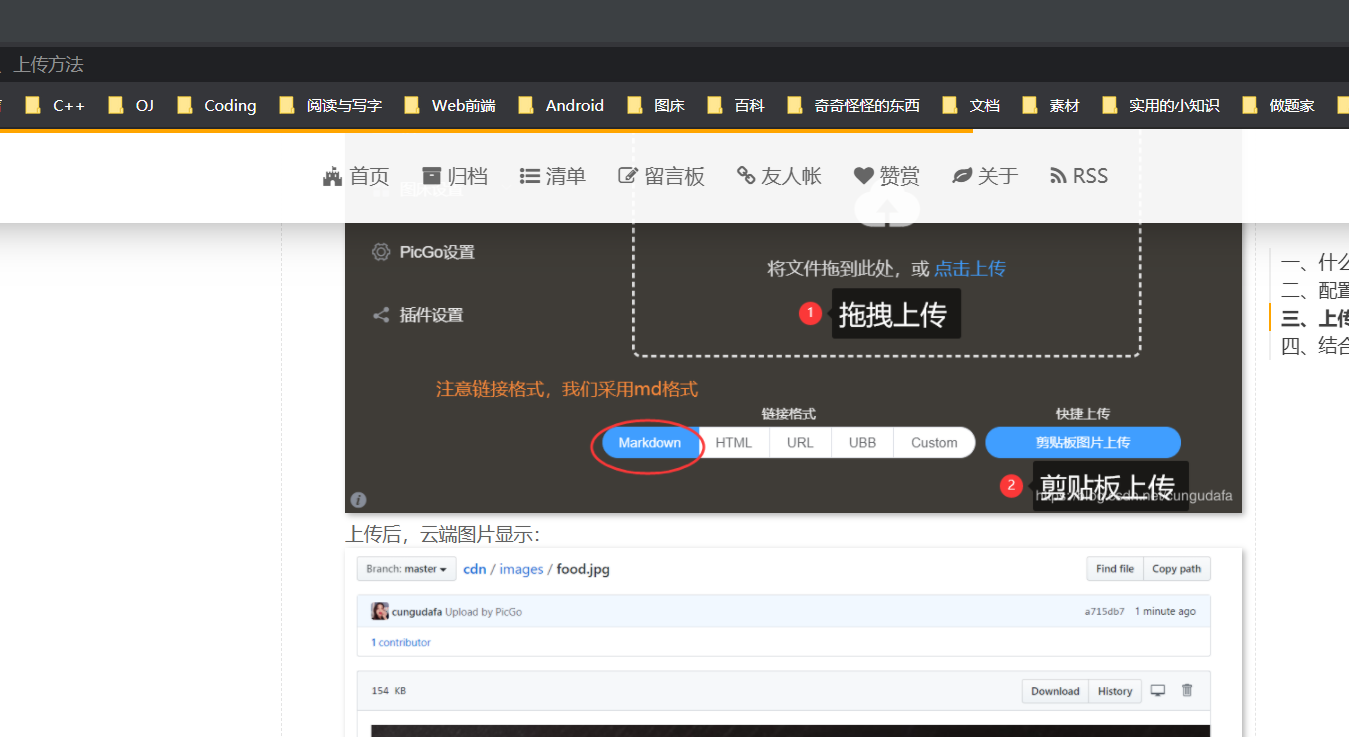 上传方法
C++ OJ Coding 阅读与写字 Web前端 Android 图床 百科 奇奇怪怪的东西 文档 素材 实用的小知识 做题家
首页 归档 清单 留言板 友人帐 赞赏 关于 RSS
PicGo设置
将文件拖到此处，或 点击上传
1 拖拽上传
插件设置
注意链接格式，我们采用md格式
链接格式 快捷上传
Markdown HTML URL UBB Custom 剪贴板图片上传
2 剪贴板上传
https://blog.csdn.net/cungudafa
上传后，云端图片显示：
Branch: master cdn / images / food.jpg Find file Copy path
cungudafa Upload by PicGo a715db7 1 minute ago
1 contributor
154 KB Download History
一、什么
二、配置
三、上传
四、结合